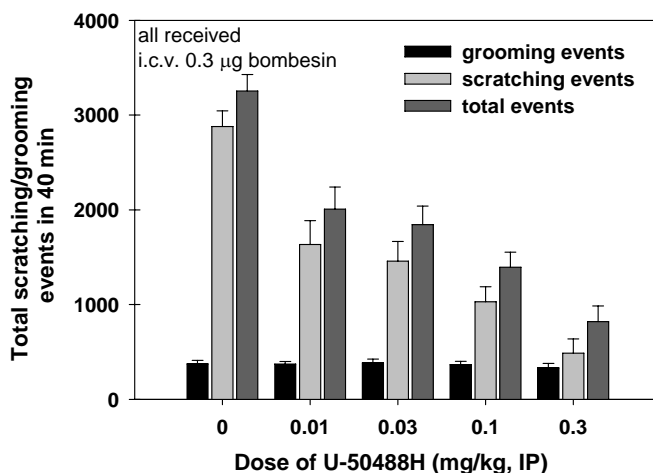 all received
i.c.v. 0.3 μg bombesin
grooming events
scratching events
total events
Total scratching/grooming
events in 40 min
4000
3000
2000
1000
0
0 0.01 0.03 0.1 0.3
Dose of U-50488H (mg/kg, IP)